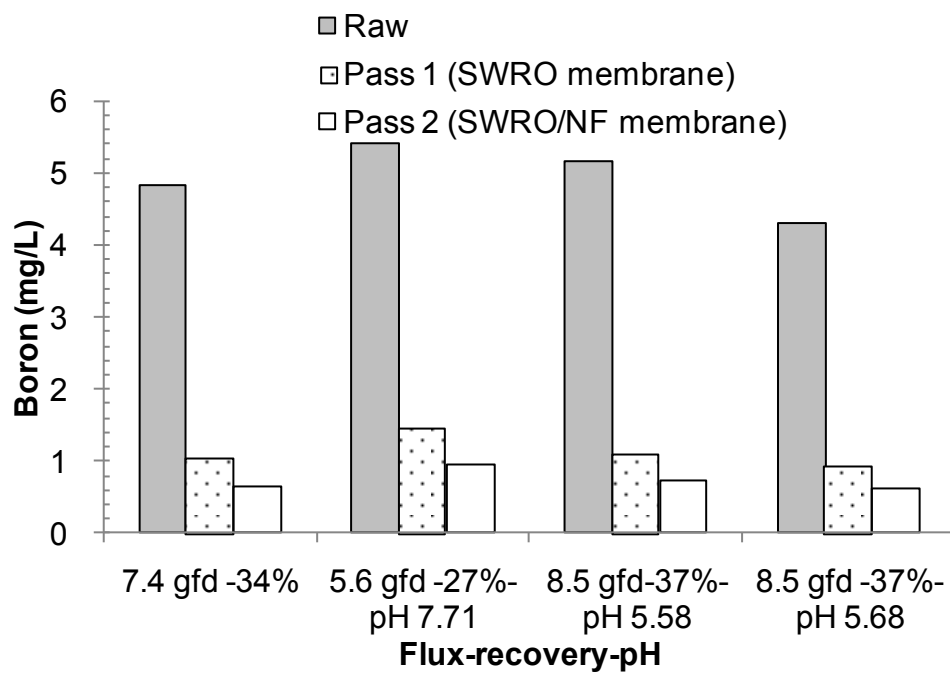 Raw
Pass 1 (SWRO membrane)
Pass 2 (SWRO/NF membrane)
6
5
4
3
2
1
0
Boron (mg/L)
7.4 gfd -34%
5.6 gfd -27%-
pH 7.71
8.5 gfd-37%-
pH 5.58
8.5 gfd -37%-
pH 5.68
Flux-recovery-pH